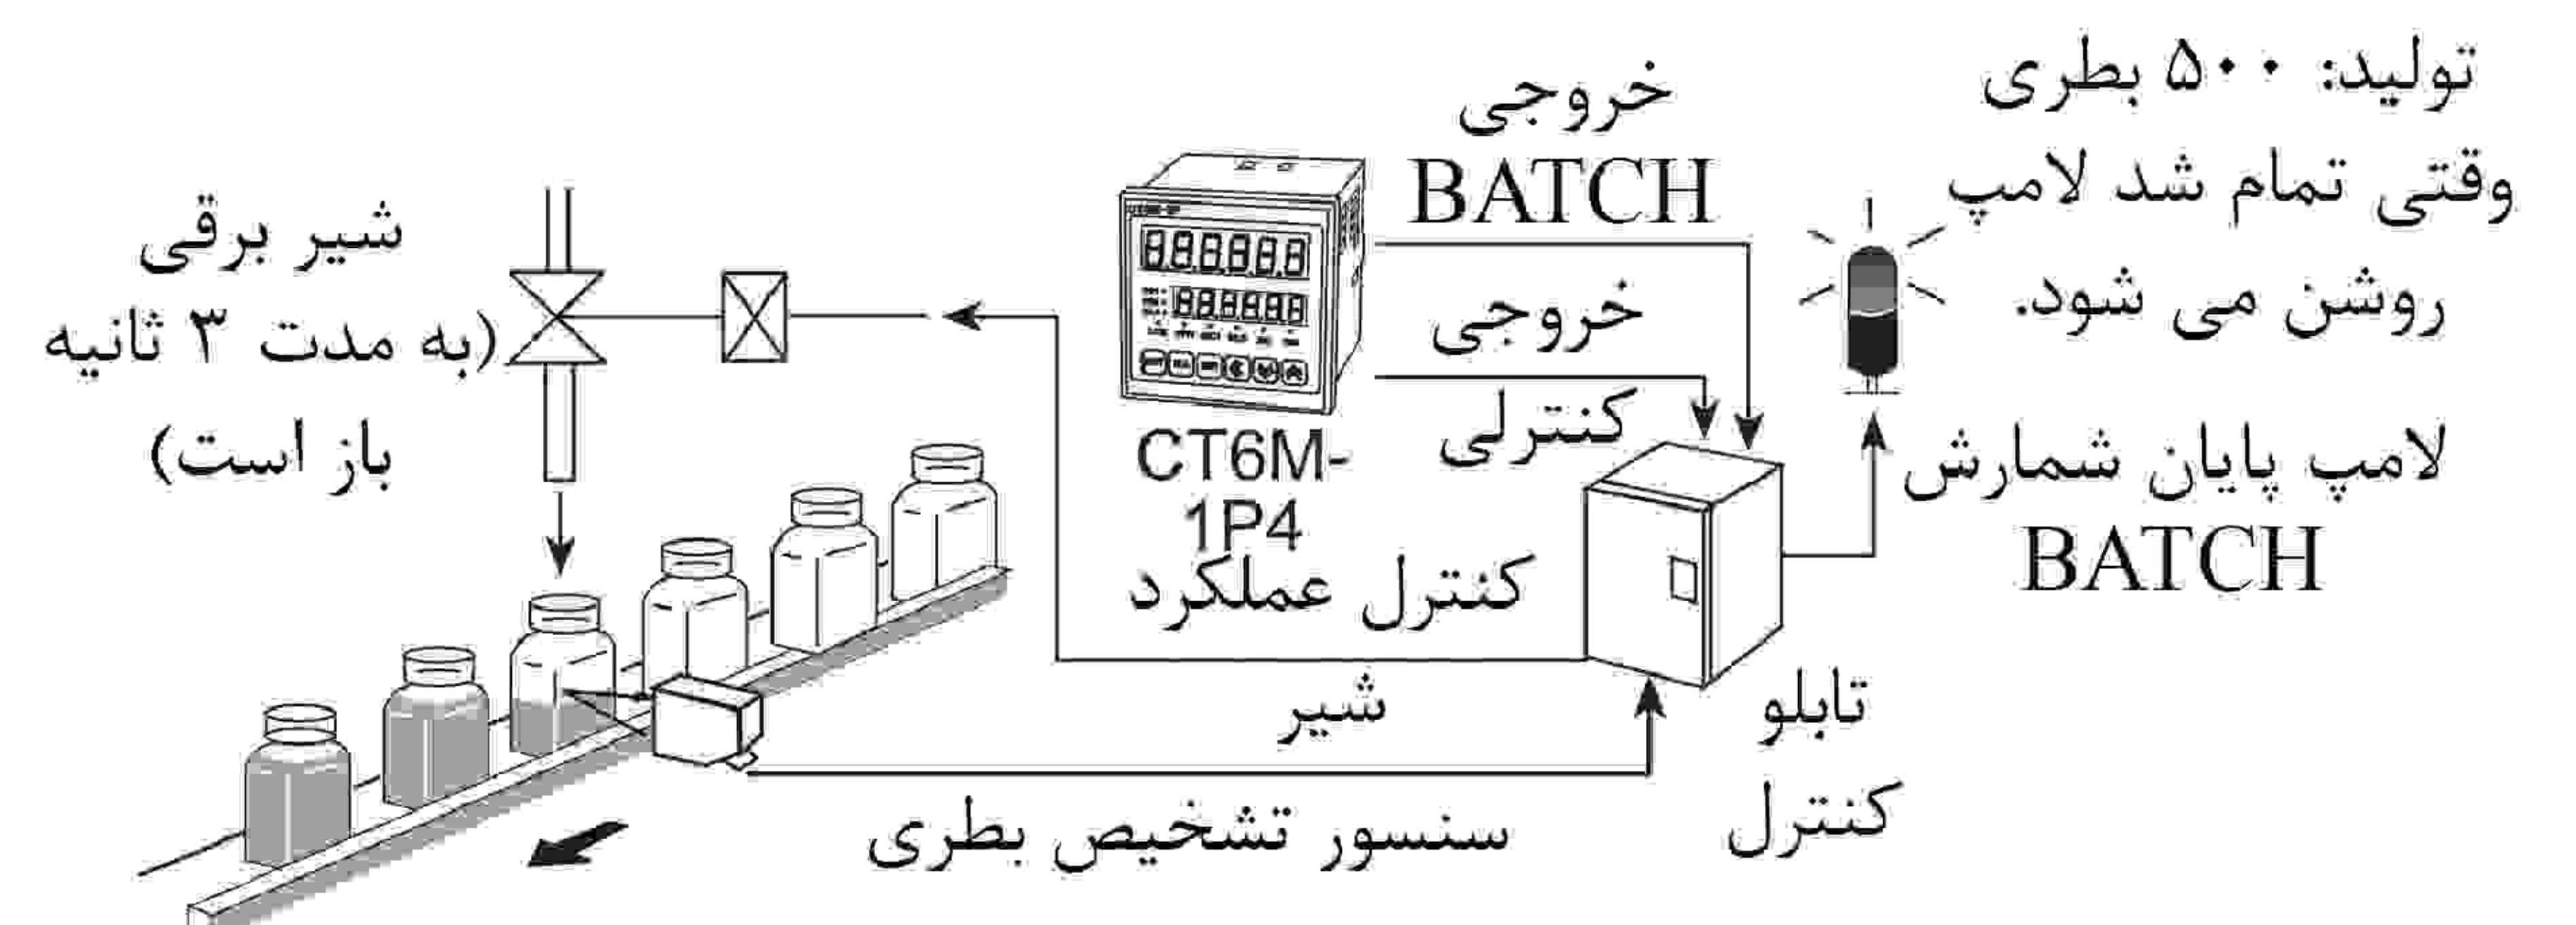 تولید: ۵۰۰ بطری
وقتی تمام شد لامپ
روشن می شود.
خروجی
BATCH
خروجی
کنترلی
شیر برقی
(به مدت ۳ ثانیه
باز است)
CT6M-
1P4
لامپ پایان شمارش
BATCH
کنترل عملکرد
شیر
تابلو
کنترل
سنسور تشخیص بطری